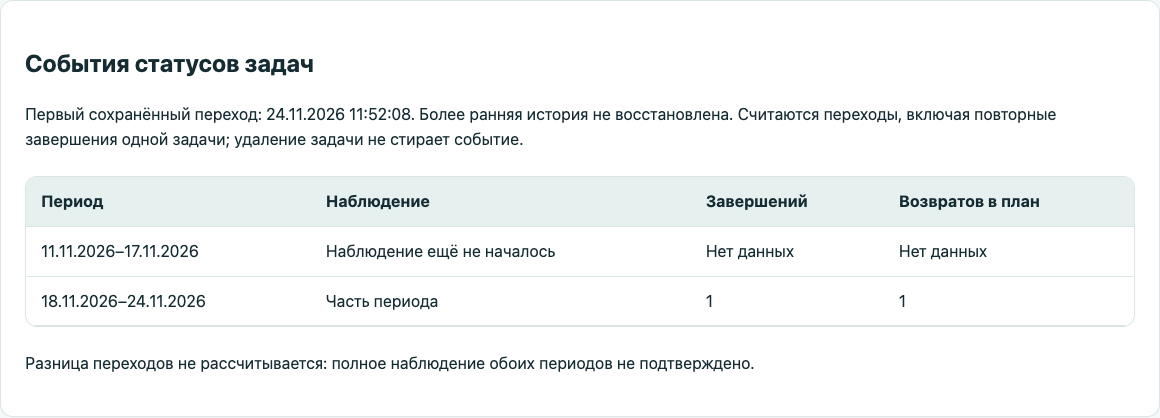 События статусов задач
Первый сохранённый переход: 24.11.2026 11:52:08. Более ранняя история не восстановлена. Считаются переходы, включая повторные
завершения одной задачи; удаление задачи не стирает событие.
Период Наблюдение Завершений Возвратов в план
11.11.2026–17.11.2026 Наблюдение ещё не началось Нет данных Нет данных
18.11.2026–24.11.2026 Часть периода 1 1
Разница переходов не рассчитывается: полное наблюдение обоих периодов не подтверждено.